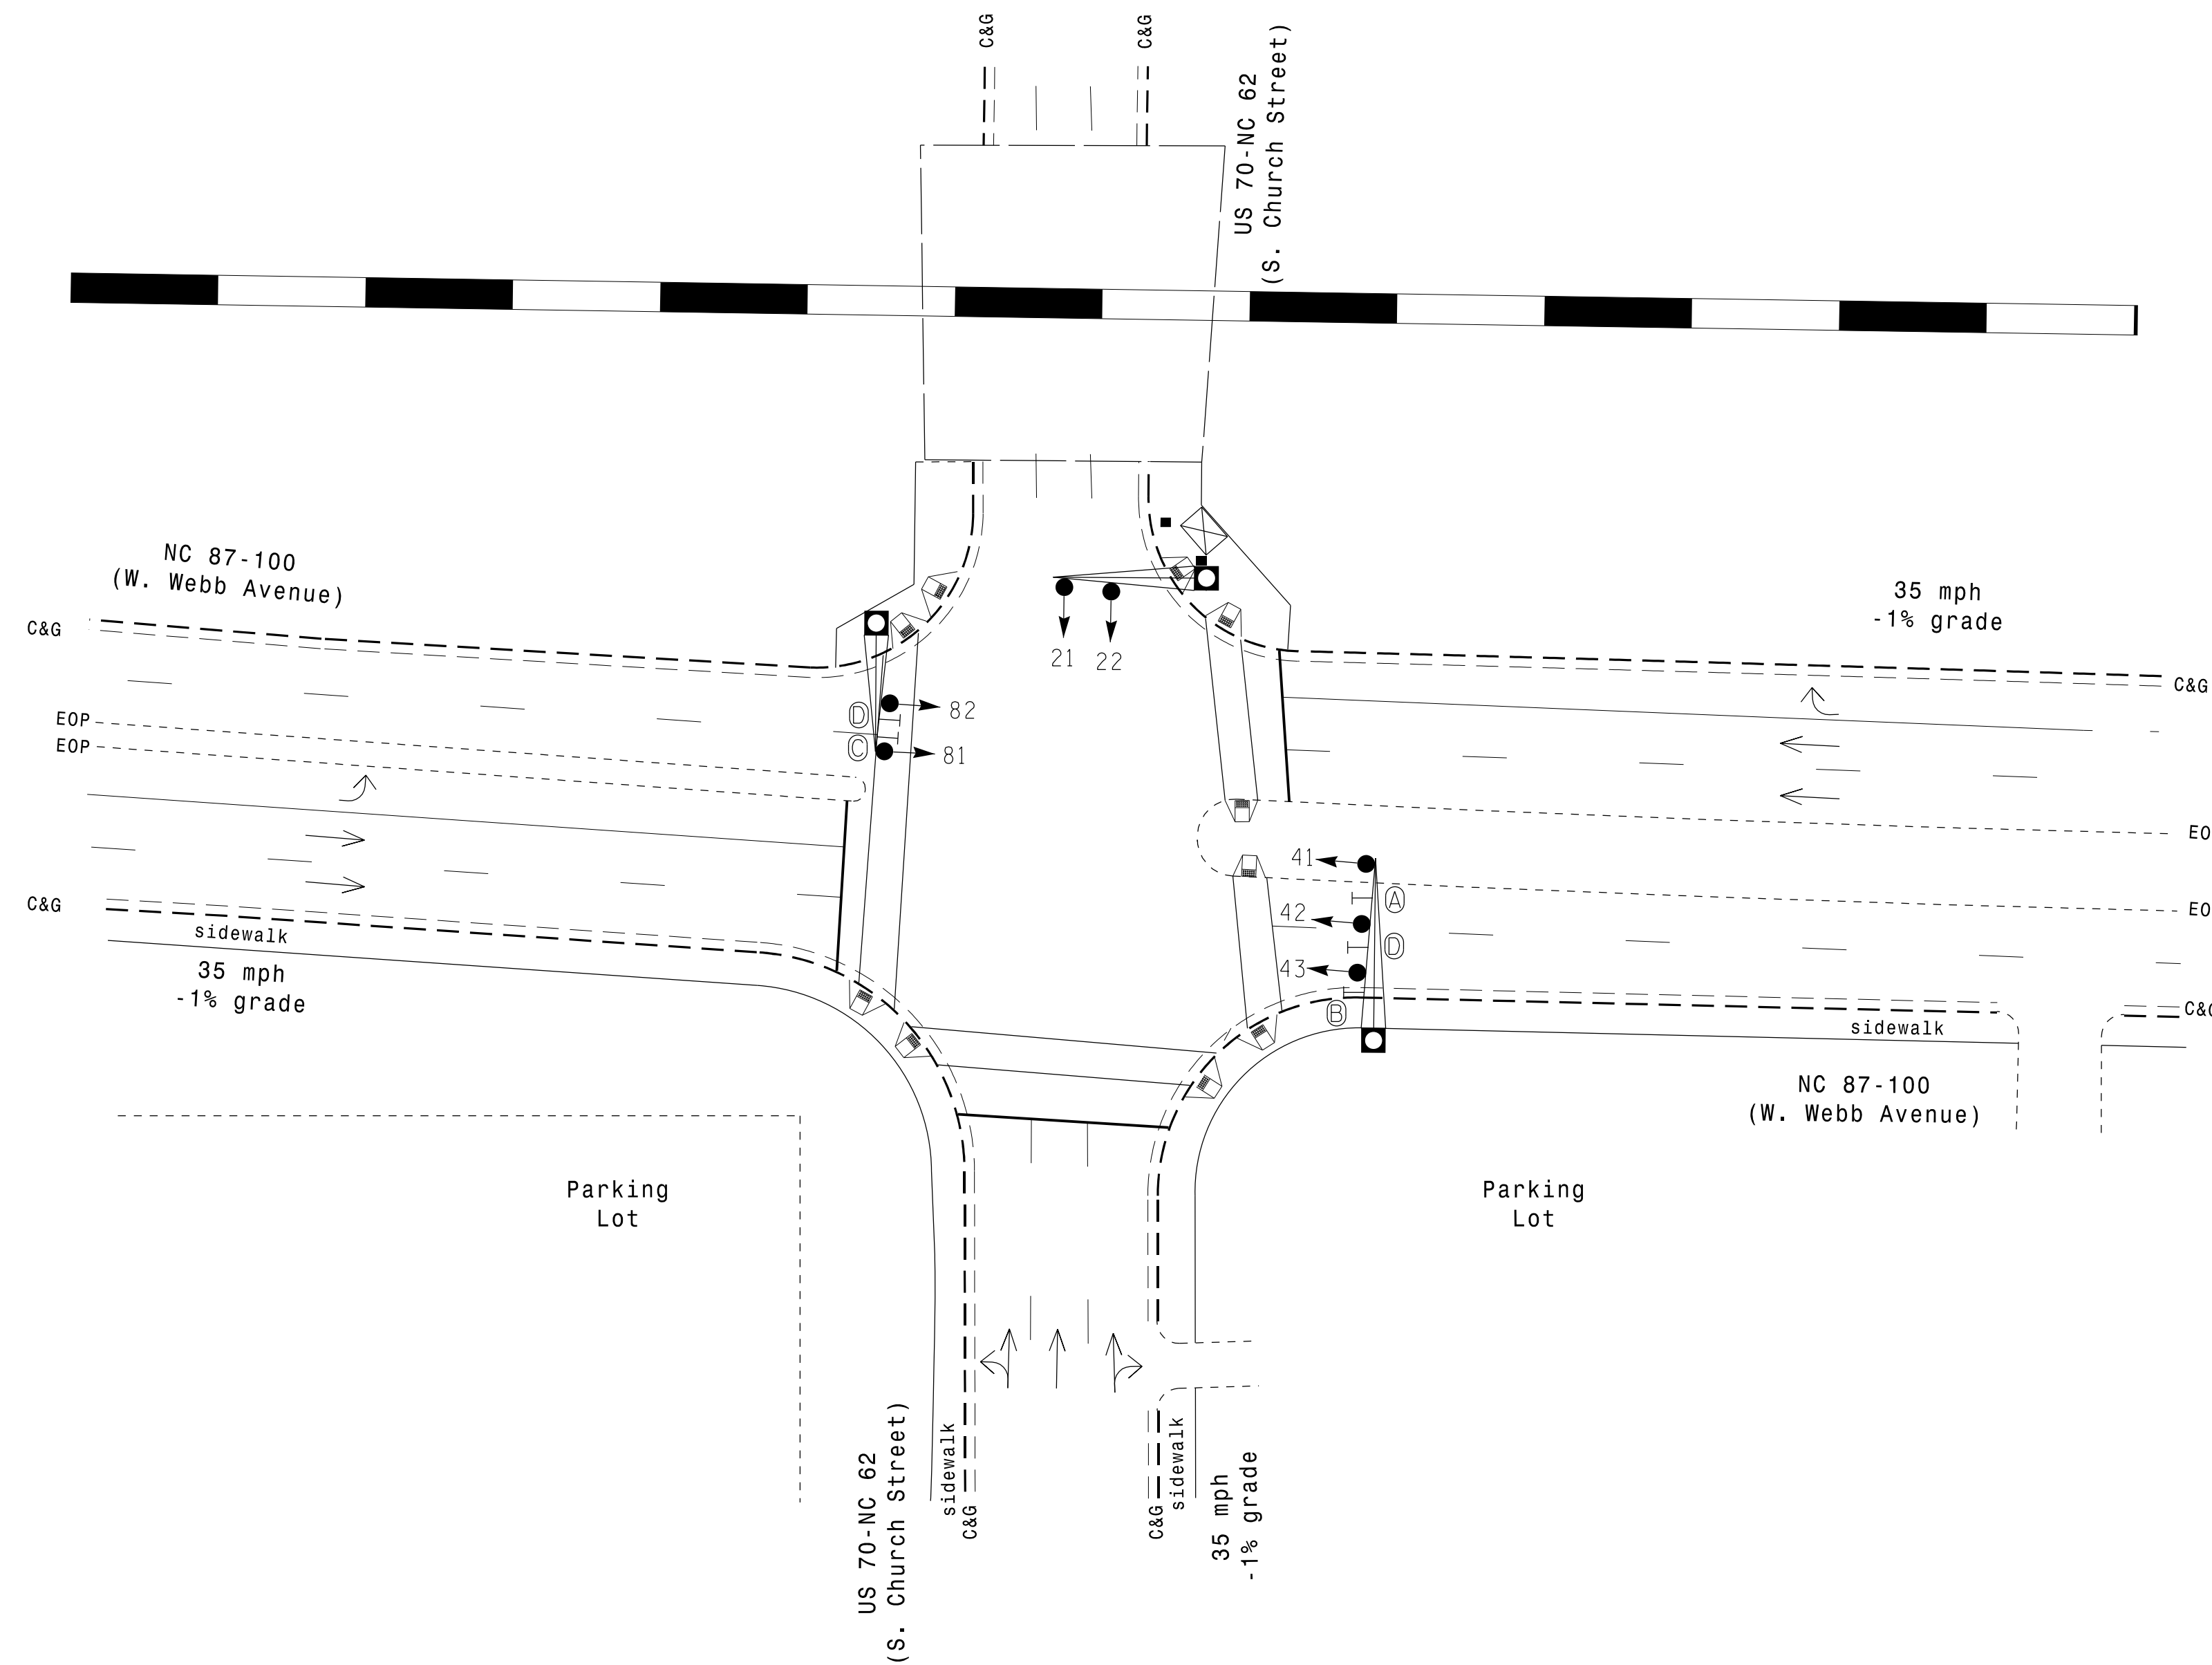 C&G
C&G
US 70-NC 62
(S. Church Street)
NC 87-100
(W. Webb Avenue)
35 mph
-1% grade
C&G
21
22
C&G
EOP
EOP
D
82
C
81
EO
41
A
EO
42
D
43
C&G
sidewalk
35 mph
-1% grade
B
C&G
sidewalk
NC 87-100
(W. Webb Avenue)
Parking
Lot
Parking
Lot
US 70-NC 62
(S. Church Street)
sidewalk
C&G
C&G
sidewalk
35 mph
-1% grade